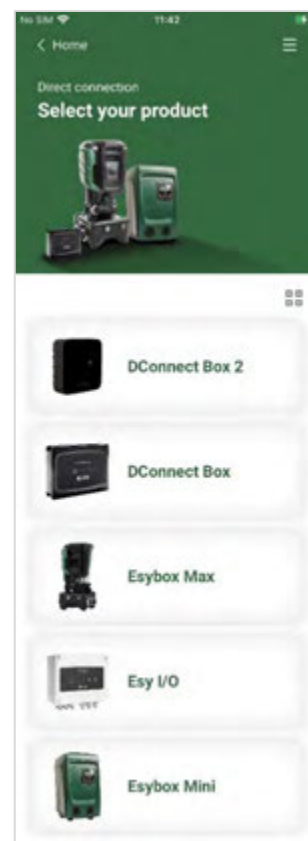 No SIM 11:42
< Home
Direct connection
Select your product
DConnect Box 2
DConnect Box
Esybox Max
Esy I/O
Esybox Mini